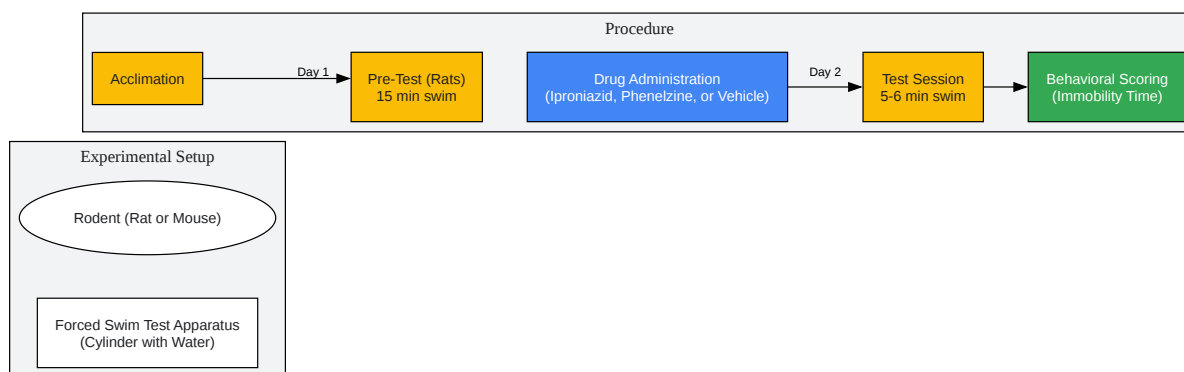 Procedure
Acclimation
Day 1
Pre-Test (Rats)
15 min swim
Drug Administration
(Iproniazid, Phenelzine, or Vehicle)
Day 2
Test Session
5-6 min swim
Behavioral Scoring
(Immobility Time)
Experimental Setup
Rodent (Rat or Mouse)
Forced Swim Test Apparatus
(Cylinder with Water)